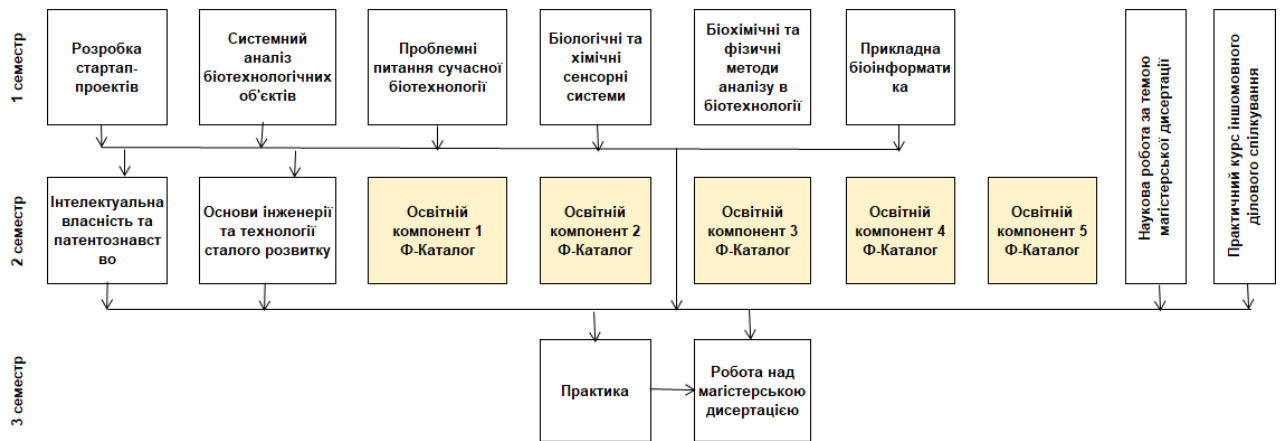 1 семестр
Розробка
стартап-
проектів
Системний
аналіз
біотехнологічних
об'єктів
Проблемні
питання сучасної
біотехнології
Біологічні та
хімічні
сенсорні
системи
Біохімічні та
фізичні
методи
аналізу в
біотехнології
Прикладна
біоінформати
ка
Наукова робота за темою
магістерської дисертації
Практичний курс іншомовного
ділового спілкування
2 семестр
Інтелектуальна
власність та
патентознавст
во
Основи інженерії
та технології
сталого розвитку
Освітній
компонент 1
Ф-Каталог
Освітній
компонент 2
Ф-Каталог
Освітній
компонент 3
Ф-Каталог
Освітній
компонент 4
Ф-Каталог
Освітній
компонент 5
Ф-Каталог
3 семестр
Практика
Робота над
магістерською
дисертацією